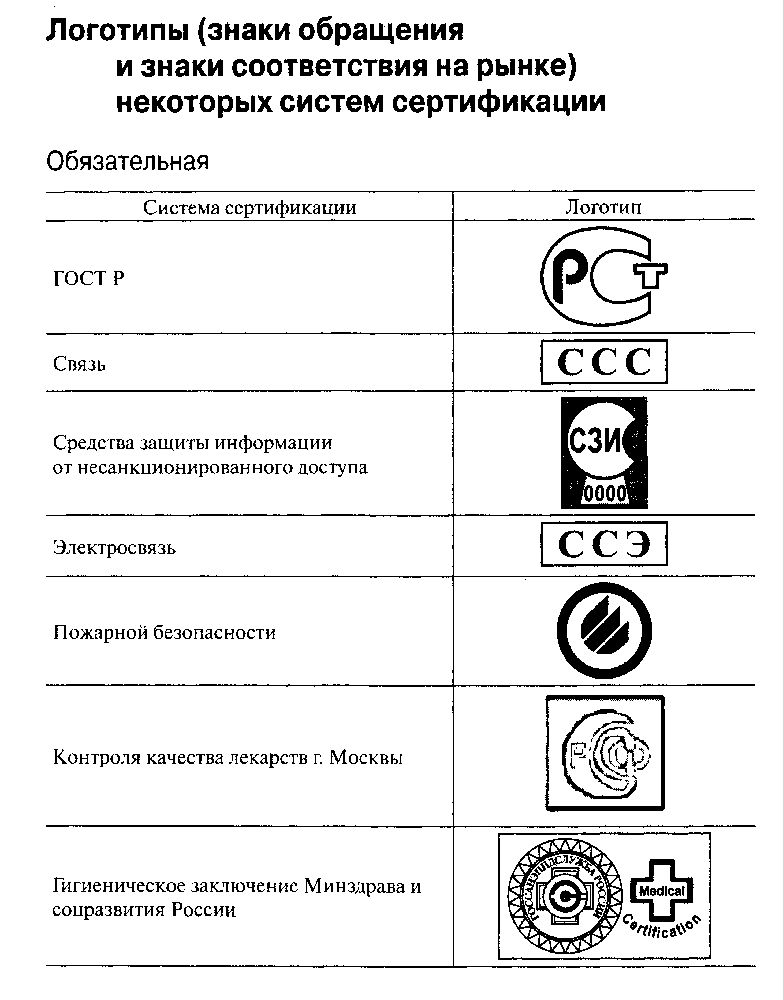 Логотипы (знаки обращения
и знаки соответствия на рынке)
некоторых систем сертификации
Обязательная
Система сертификации
Логотип
ГОСТ Р
РСТ
Связь
ССС
Средства защиты информации
от несанкционированного доступа
СЗИ
0000
Электросвязь
ССЭ
Пожарной безопасности
Контроля качества лекарств г. Москвы
Р
Гигиеническое заключение Минздрава и
соцразвития России
ГОССАНЭПИДСЛУЖБА РОССИИ
Medical
Certification